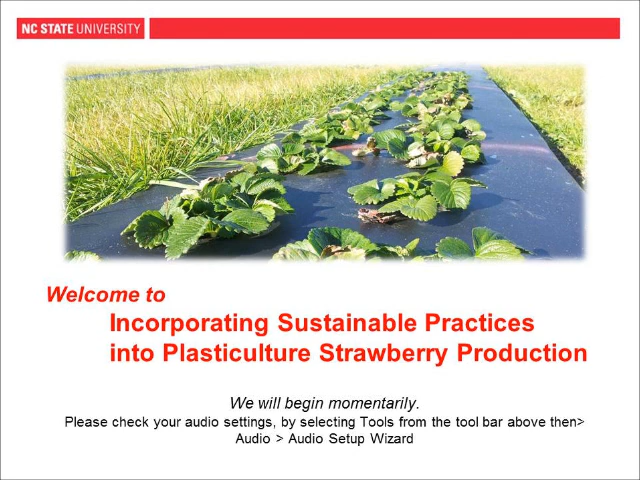 NC STATE UNIVERSITY
Welcome to
Incorporating Sustainable Practices
into Plasticulture Strawberry Production
We will begin momentarily.
Please check your audio settings, by selecting Tools from the tool bar above then>
Audio > Audio Setup Wizard